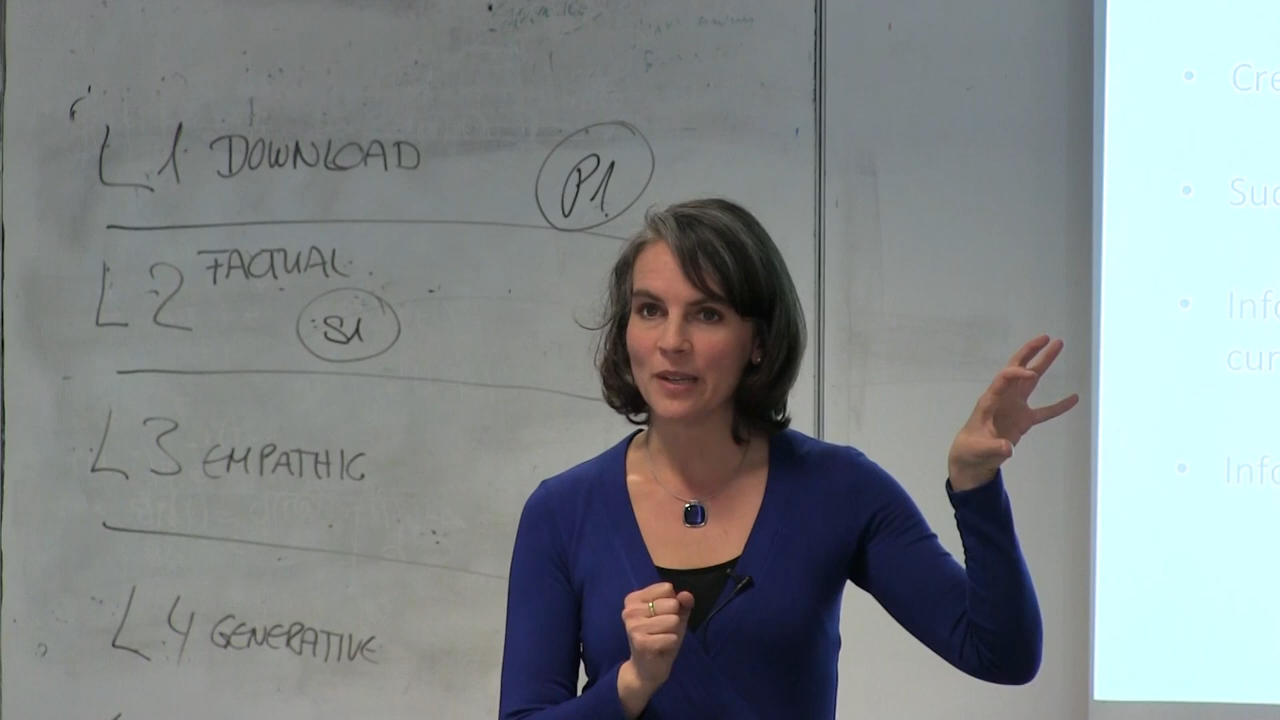 L1 DOWNLOAD
P1
L2 FACTUAL
S1
L3 EMPATHIC
L4 GENERATIVE
• Cre
• Suc
• Info
cur
• Info